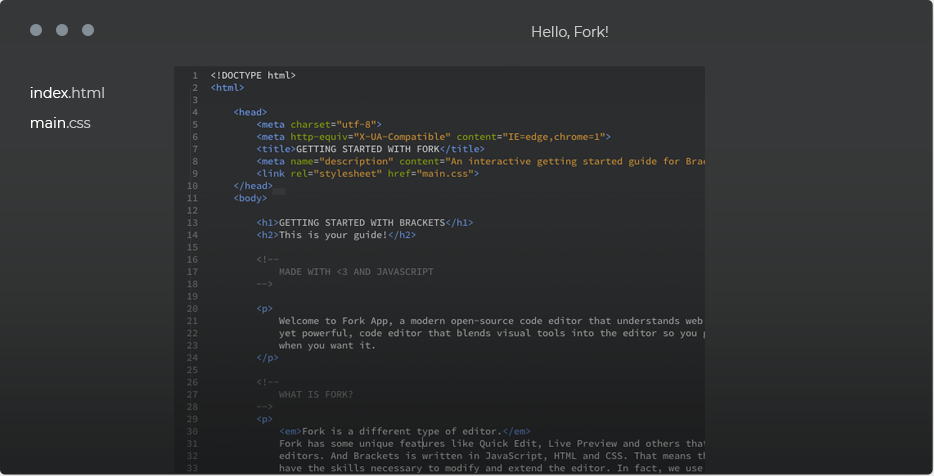 Hello, Fork!
index.html
main.css
1 <!DOCTYPE html>
2 <html>
3
4 <head>
5 <meta charset="utf-8">
6 <meta http-equiv="X-UA-Compatible" content="IE=edge,chrome=1">
7 <title>GETTING STARTED WITH FORK</title>
8 <meta name="description" content="An interactive getting started guide for Brac
9 <link rel="stylesheet" href="main.css">
10 </head>
11 <body>
12
13 <h1>GETTING STARTED WITH BRACKETS</h1>
14 <h2>This is your guide!</h2>
15
16 <!--
17 MADE WITH <3 AND JAVASCRIPT
18 -->
19
20 <p>
21 Welcome to Fork App, a modern open-source code editor that understands web
22 yet powerful, code editor that blends visual tools into the editor so you
23 when you want it.
24 </p>
25
26 <!--
27 WHAT IS FORK?
28 -->
29 <p>
30 <em>Fork is a different type of editor.</em>
31 Fork has some unique features like Quick Edit, Live Preview and others that
32 editors. And Brackets is written in JavaScript, HTML and CSS. That means th
33 have the skills necessary to modify and extend the editor. In fact, we use